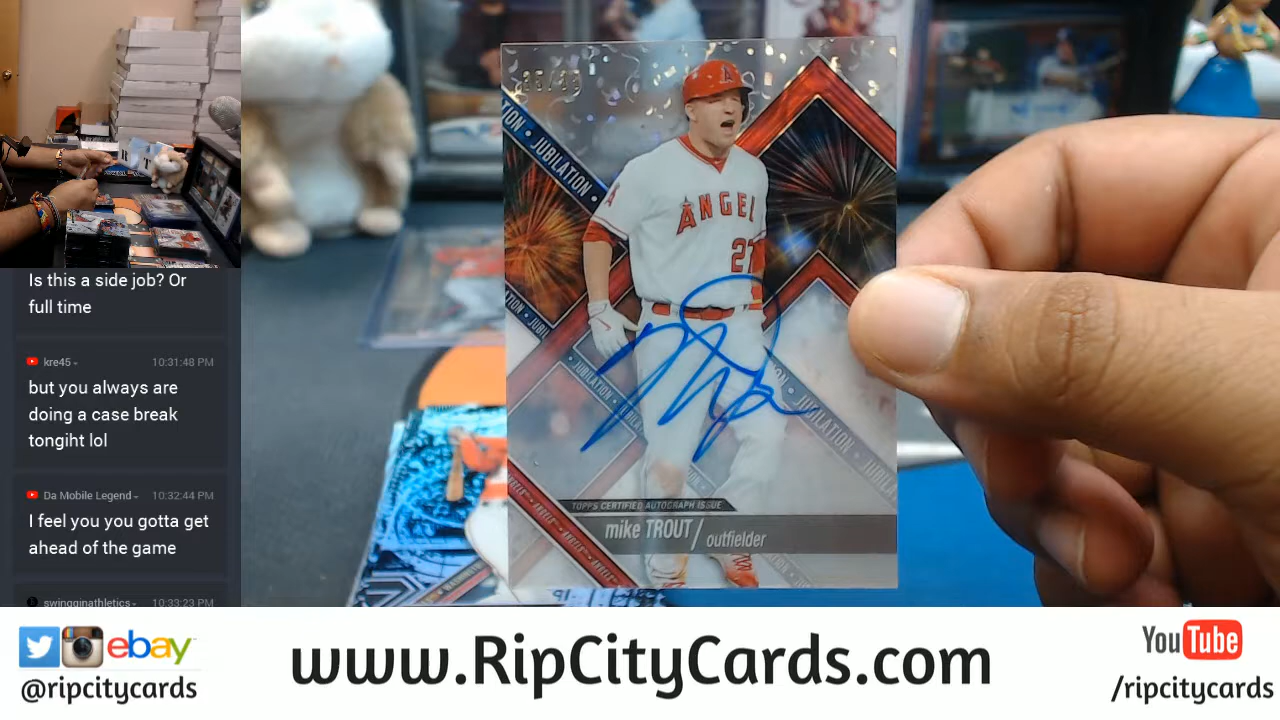 Is this a side job? Or
full time
kre45
10:31:48 PM
but you always are
doing a case break
tongiht lol
Da Mobile Legend
10:32:44 PM
I feel you you gotta get
ahead of the game
swingginathletics
10:33:23 PM
JUBILATION
ANGEL
27
JUBILATION
JUBILATION
TOPPS CERTIFIED AUTOGRAPH ISSUE
mike TROUT/ outfielder
ebay
@ripcitycards
www.RipCityCards.com
YouTube
/ripcitycards